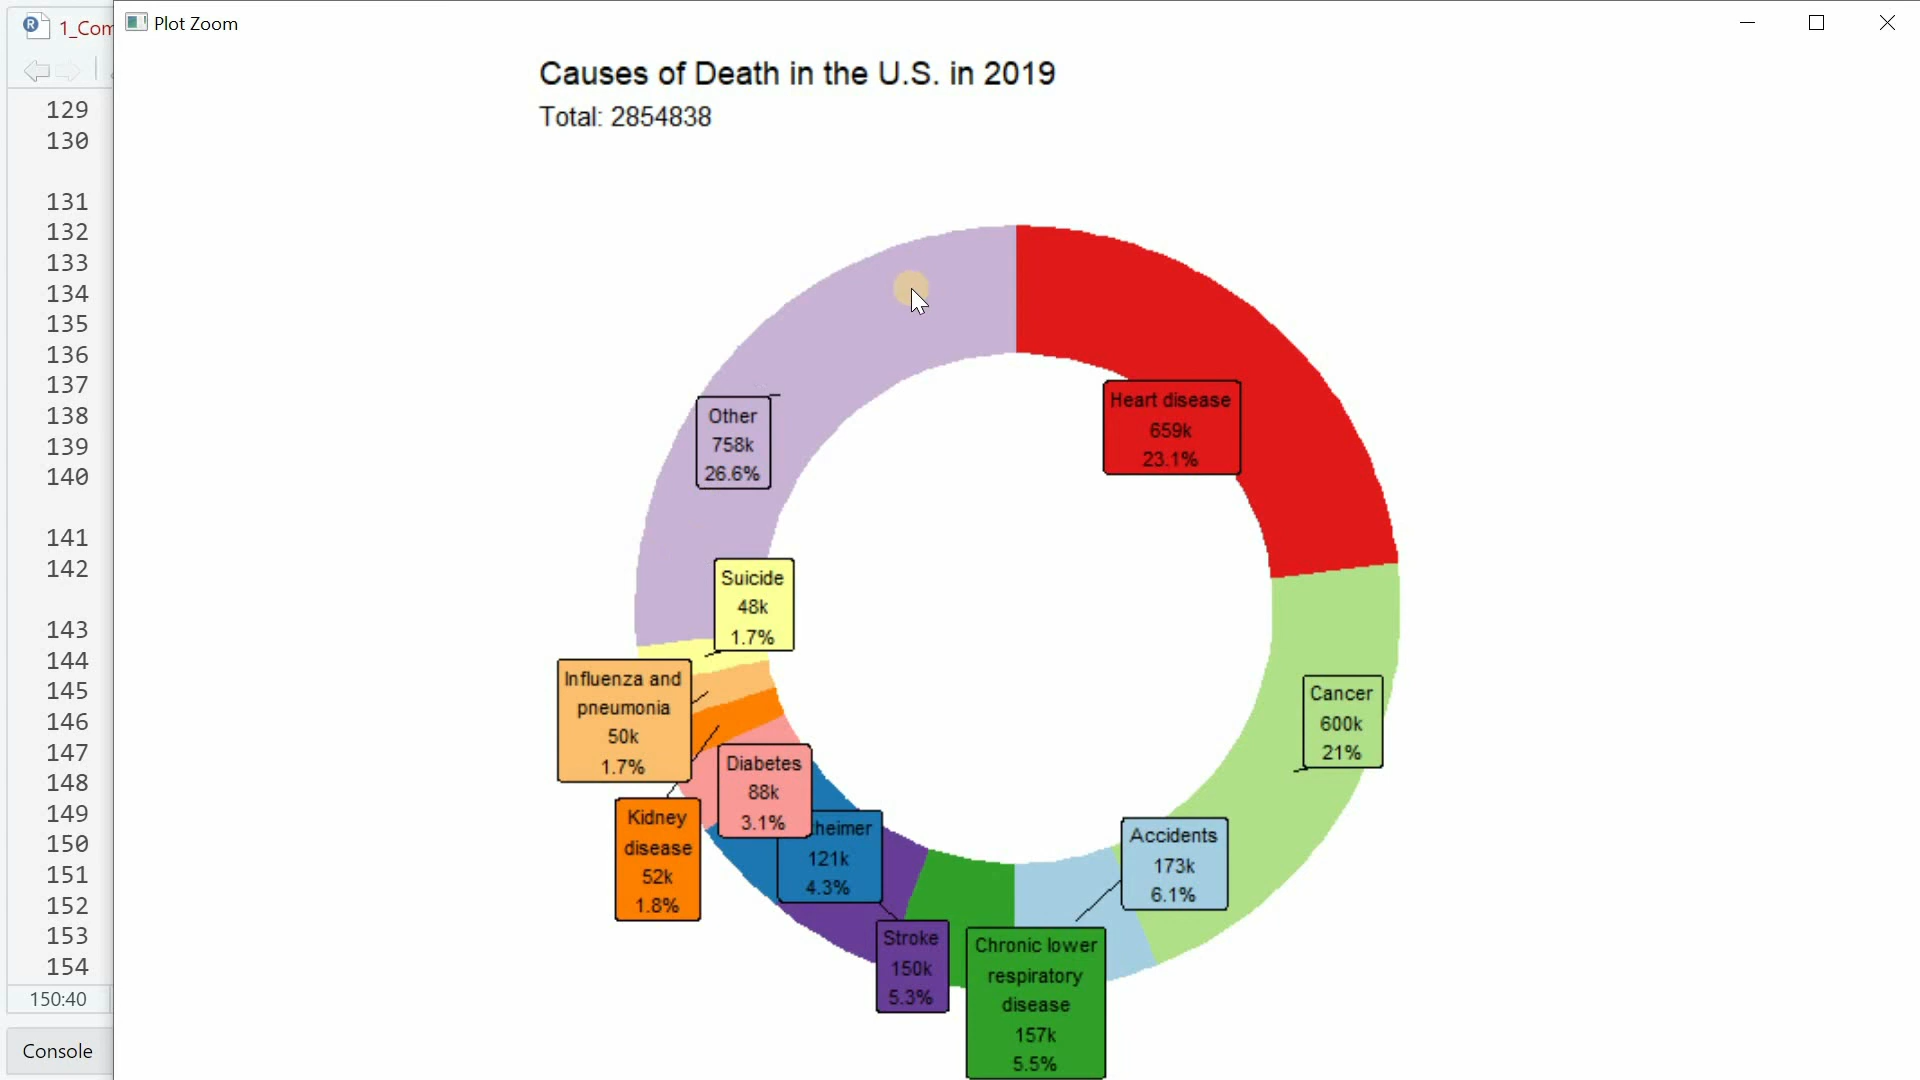 1_Com
Plot Zoom
129
130
131
132
133
134
135
136
137
138
139
140
141
142
143
144
145
146
147
148
149
150
151
152
153
154
150:40
Console
Causes of Death in the U.S. in 2019
Total: 2854838
Heart disease
659k
23.1%
Other
758k
26.6%
Suicide
48k
1.7%
Influenza and
pneumonia
50k
1.7%
Cancer
600k
21%
Diabetes
88k
3.1%
Kidney
disease
52k
1.8%
heimer
121k
4.3%
Accidents
173k
6.1%
Stroke
150k
5.3%
Chronic lower
respiratory
disease
157k
5.5%